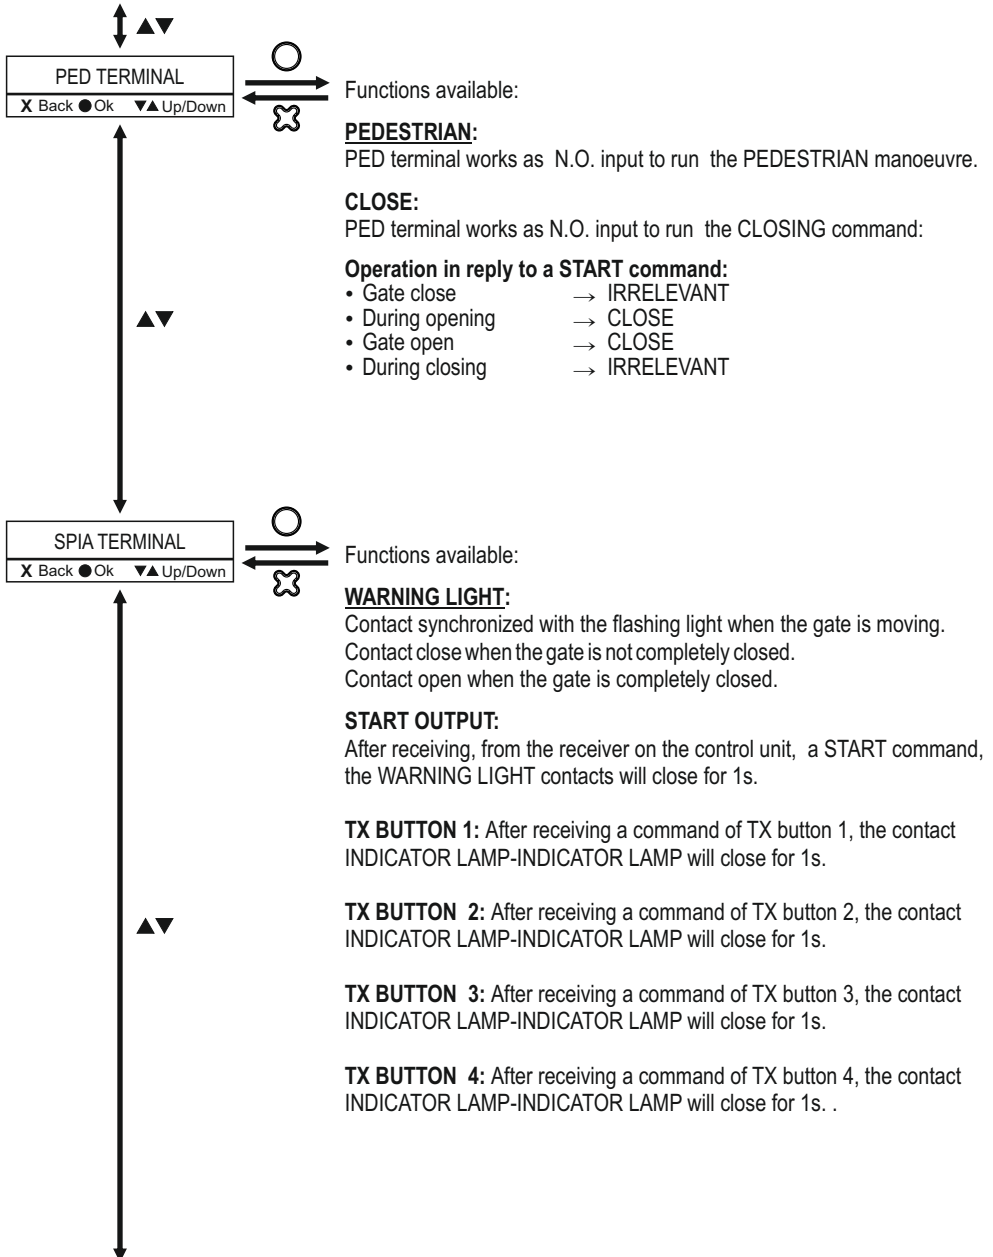 ▲▼
PED TERMINAL
X Back ●Ok ▼▲Up/Down
Functions available:
PEDESTRIAN:
PED terminal works as N.O. input to run the PEDESTRIAN manoeuvre.
CLOSE:
PED terminal works as N.O. input to run the CLOSING command:
Operation in reply to a START command:
• Gate close → IRRELEVANT
• During opening → CLOSE
• Gate open → CLOSE
• During closing → IRRELEVANT
▲▼
SPIA TERMINAL
X Back ●Ok ▼▲Up/Down
Functions available:
WARNING LIGHT:
Contact synchronized with the flashing light when the gate is moving.
Contact close when the gate is not completely closed.
Contact open when the gate is completely closed.
START OUTPUT:
After receiving, from the receiver on the control unit, a START command,
the WARNING LIGHT contacts will close for 1s.
TX BUTTON 1: After receiving a command of TX button 1, the contact
INDICATOR LAMP-INDICATOR LAMP will close for 1s.
TX BUTTON 2: After receiving a command of TX button 2, the contact
INDICATOR LAMP-INDICATOR LAMP will close for 1s.
▲▼
TX BUTTON 3: After receiving a command of TX button 3, the contact
INDICATOR LAMP-INDICATOR LAMP will close for 1s.
TX BUTTON 4: After receiving a command of TX button 4, the contact
INDICATOR LAMP-INDICATOR LAMP will close for 1s. .